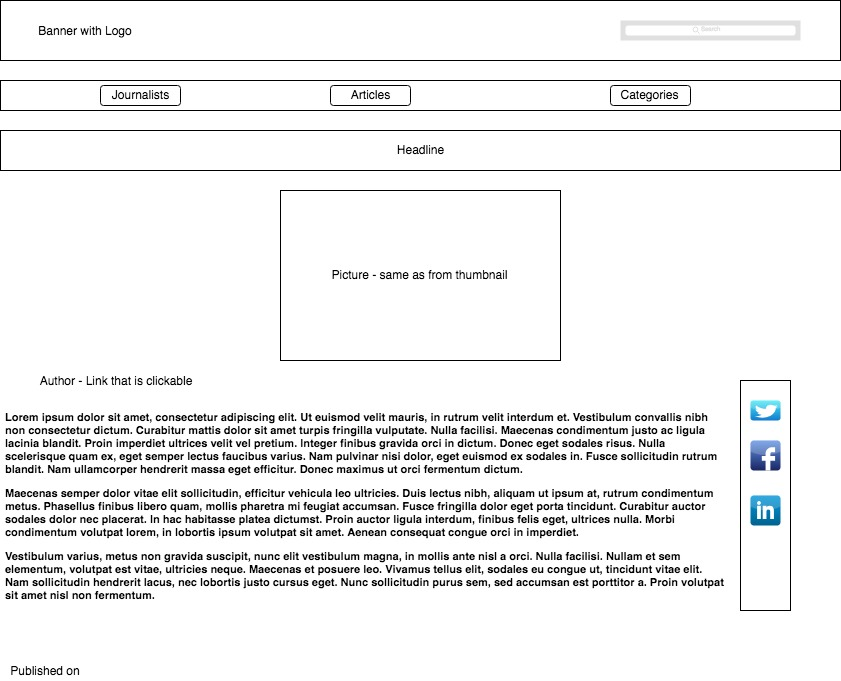 Banner with Logo
Search
Journalists
Articles
Categories
Headline
Picture - same as from thumbnail
Author - Link that is clickable
Lorem ipsum dolor sit amet, consectetur adipiscing elit. Ut euismod velit mauris, in rutrum velit interdum et. Vestibulum convallis nibh
non consectetur dictum. Curabitur mattis dolor sit amet turpis fringilla vulputate. Nulla facilisi. Maecenas condimentum justo ac ligula
lacinia blandit. Proin imperdiet ultrices velit vel pretium. Integer finibus gravida orci in dictum. Donec eget sodales risus. Nulla
scelerisque quam ex, eget semper lectus faucibus varius. Nam pulvinar nisi dolor, eget euismod ex sodales in. Fusce sollicitudin rutrum
blandit. Nam ullamcorper hendrerit massa eget efficitur. Donec maximus ut orci fermentum dictum.
Maecenas semper dolor vitae elit sollicitudin, efficitur vehicula leo ultricies. Duis lectus nibh, aliquam ut ipsum at, rutrum condimentum
metus. Phasellus finibus libero quam, mollis pharetra mi feugiat accumsan. Fusce fringilla dolor eget porta tincidunt. Curabitur auctor
sodales dolor nec placerat. In hac habitasse platea dictumst. Proin auctor ligula interdum, finibus felis eget, ultrices nulla. Morbi
condimentum volutpat lorem, in lobortis ipsum volutpat sit amet. Aenean consequat congue orci in imperdiet.
Vestibulum varius, metus non gravida suscipit, nunc elit vestibulum magna, in mollis ante nisl a orci. Nulla facilisi. Nullam et sem
elementum, volutpat est vitae, ultricies neque. Maecenas et posuere leo. Vivamus tellus elit, sodales eu congue ut, tincidunt vitae elit.
Nam sollicitudin hendrerit lacus, nec lobortis justo cursus eget. Nunc sollicitudin purus sem, sed accumsan est porttitor a. Proin volutpat
sit amet nisl non fermentum.
f
in
Published on